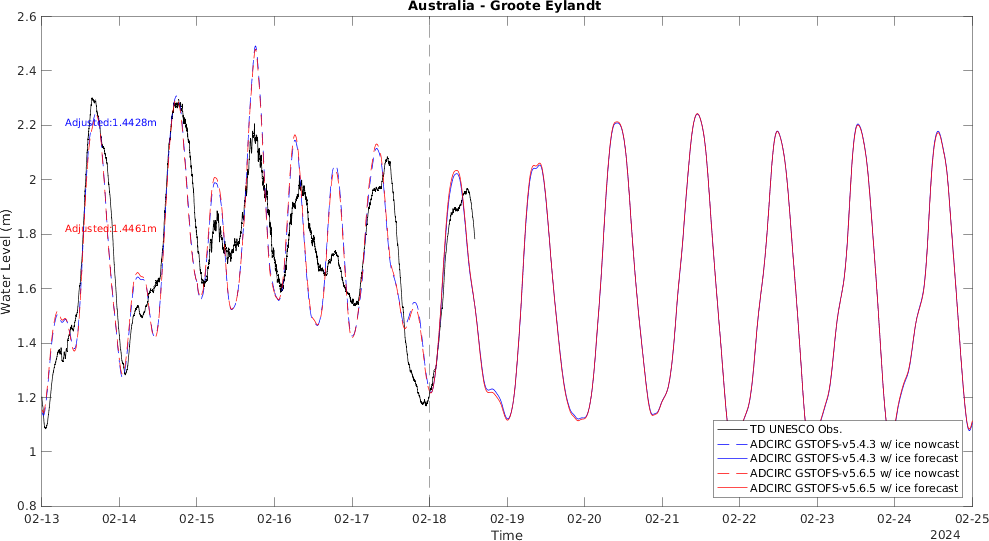 Australia - Groote Eylandt
2.6
2.4
2.2
2
1.8
1.6
1.4
1.2
1
0.8
Water Level (m)
Adjusted:1.4428m
Adjusted:1.4461m
TD UNESCO Obs.
ADCIRC GSTOFS-v5.4.3 w/ ice nowcast
ADCIRC GSTOFS-v5.4.3 w/ ice forecast
ADCIRC GSTOFS-v5.6.5 w/ ice nowcast
ADCIRC GSTOFS-v5.6.5 w/ ice forecast
02-13 02-14 02-15 02-16 02-17 02-18 02-19 02-20 02-21 02-22 02-23 02-24 02-25
Time
2024